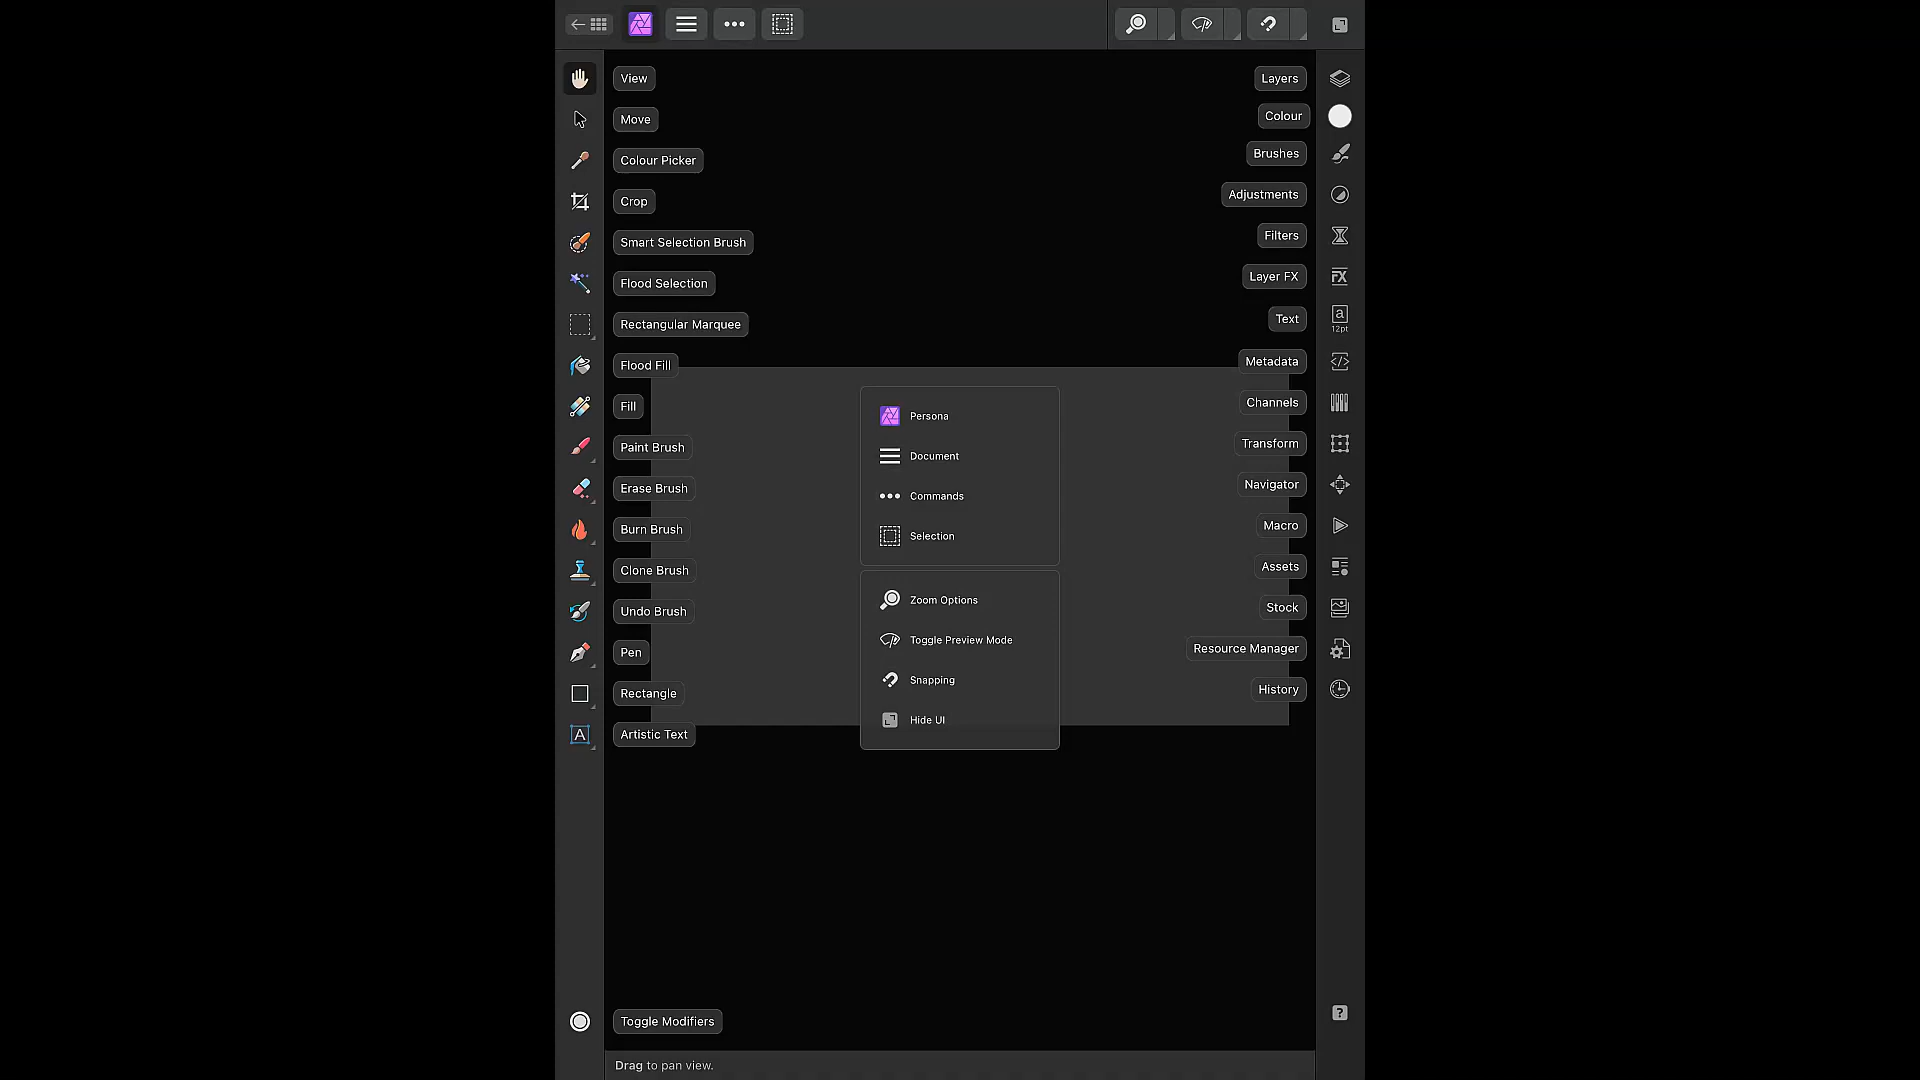 View
Move
Colour Picker
Crop
Smart Selection Brush
Flood Selection
Rectangular Marquee
Flood Fill
Fill
Paint Brush
Erase Brush
Burn Brush
Clone Brush
Undo Brush
Pen
Rectangle
A
Artistic Text
Toggle Modifiers
Persona
Document
Commands
Selection
Zoom Options
Toggle Preview Mode
Snapping
Hide UI
Layers
Colour
Brushes
Adjustments
Filters
Layer FX
FX
Text
a
12pt
Metadata
Channels
Transform
Navigator
Macro
Assets
Stock
Resource Manager
History
?
Drag to pan view.